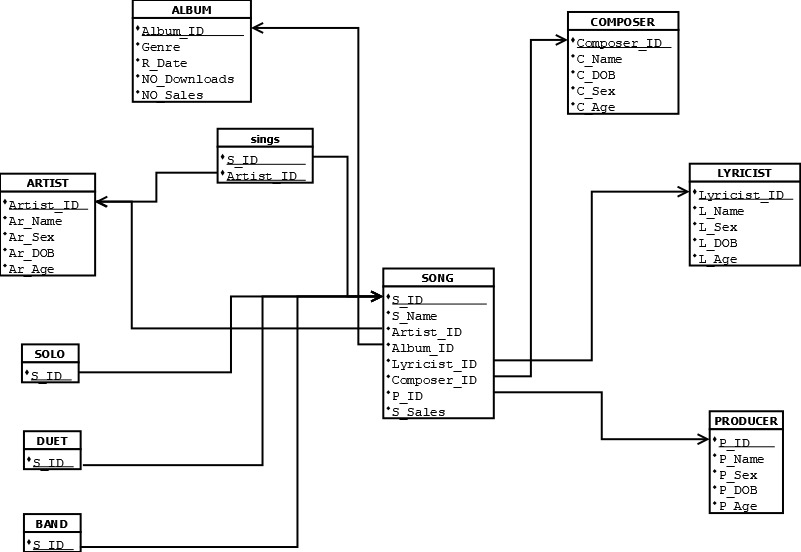 ALBUM
Album_ID
Genre
R_Date
NO_Downloads
NO_Sales
COMPOSER
Composer_ID
C_Name
C_DOB
C_Sex
C_Age
sings
S_ID
Artist_ID
ARTIST
Artist_ID
Ar_Name
Ar_Sex
Ar_DOB
Ar_Age
LYRICIST
Lyricist_ID
L_Name
L_Sex
L_DOB
L_Age
SONG
S_ID
S_Name
Artist_ID
Album_ID
Lyricist_ID
Composer_ID
P_ID
S_Sales
SOLO
S_ID
DUET
S_ID
BAND
S_ID
PRODUCER
P_ID
P_Name
P_Sex
P_DOB
P_Age